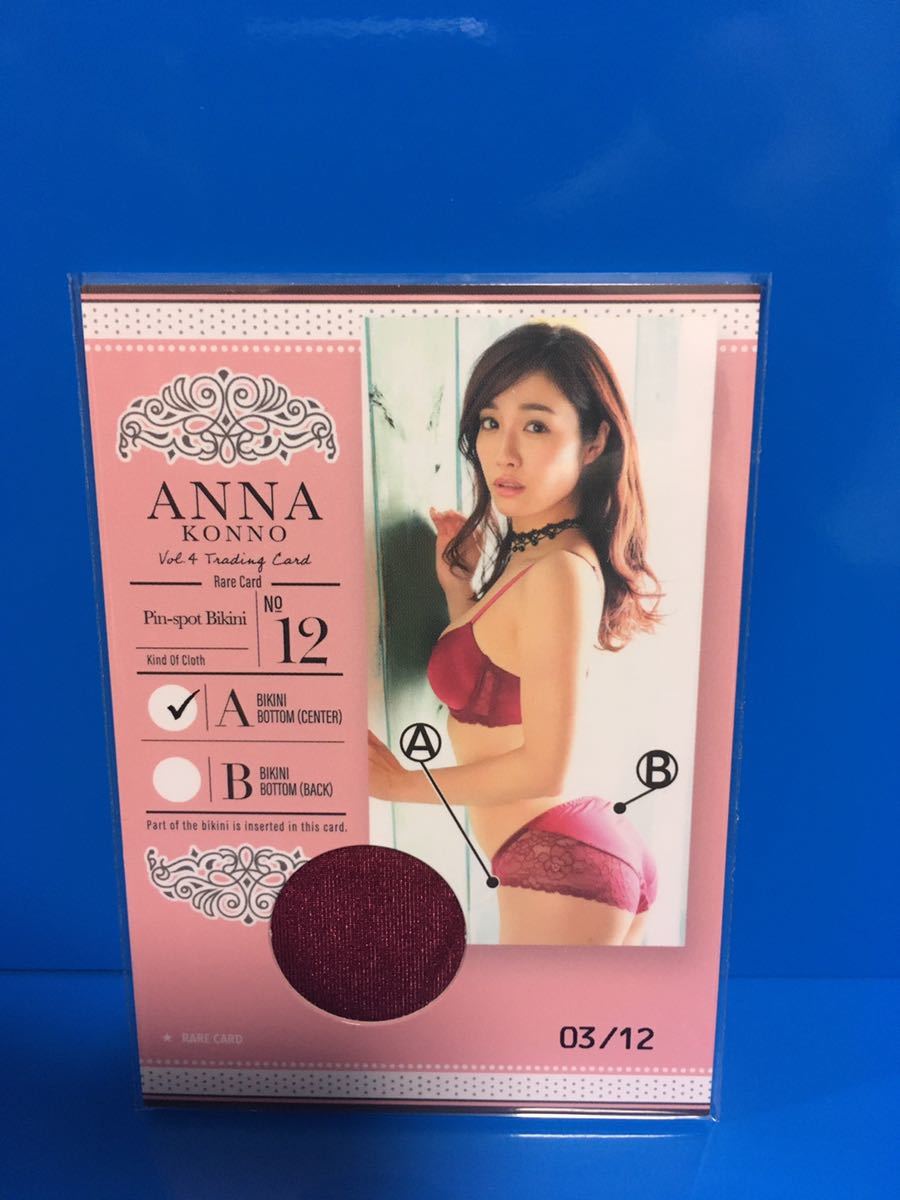 ANNA
KONNO
Vol.4 Trading Card
Rare Card
Pin-spot Bikini
Kind Of Cloth
No 12
A BIKINI
BOTTOM (CENTER)
B BIKINI
BOTTOM (BACK)
Part of the bikini is inserted in this card.
A
B
★ RARE CARD
03/12